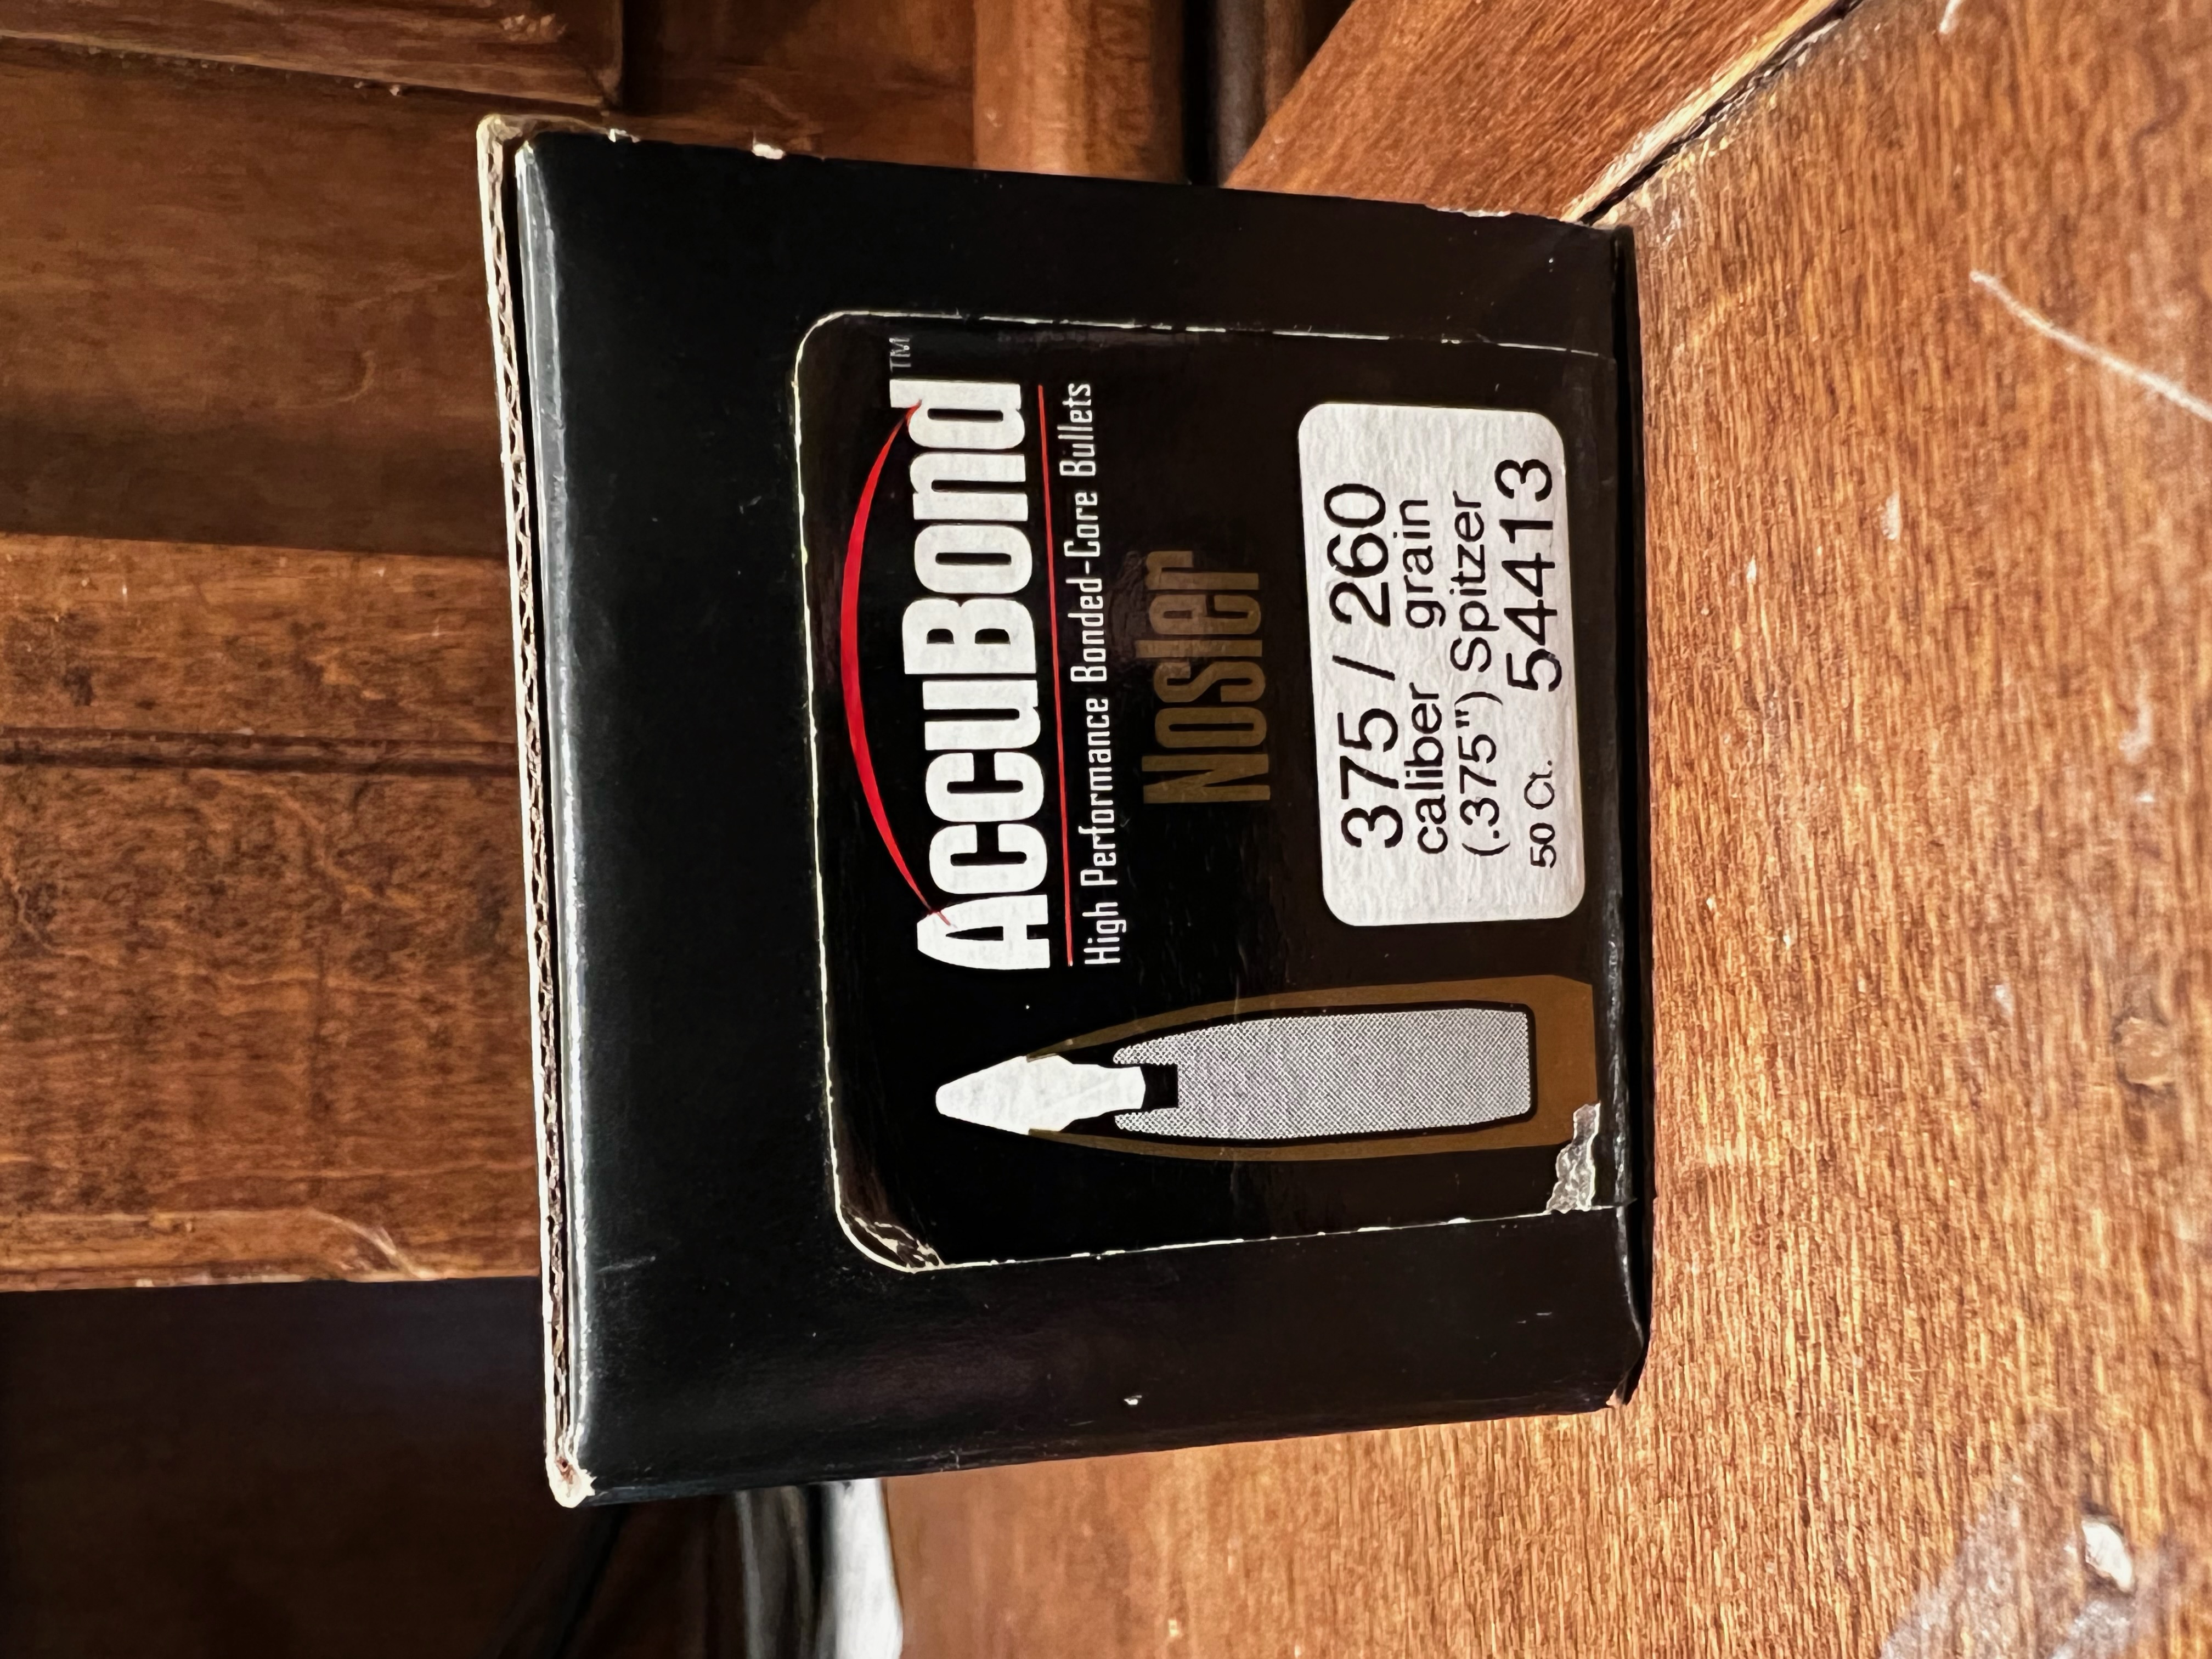 AccuBond™
High Performance Bonded-Core Bullets
Nosler
375 / 260
caliber grain
(.375") Spitzer
50 Ct. 54413